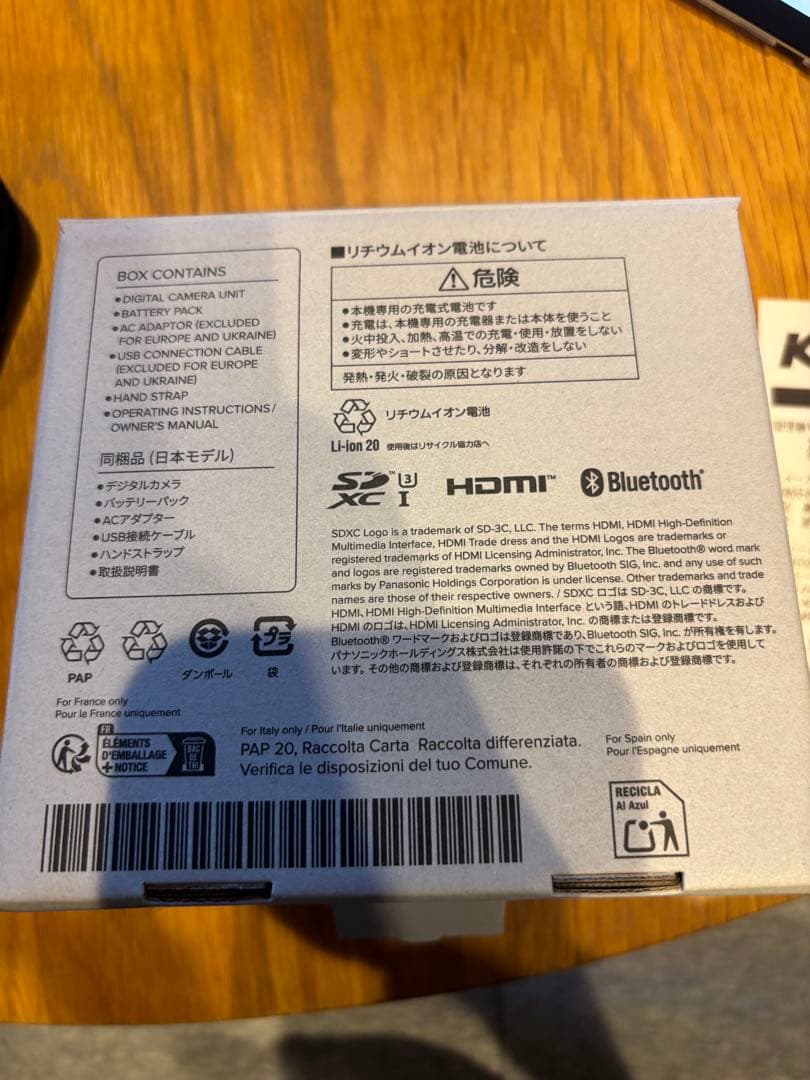 BOX CONTAINS
●DIGITAL CAMERA UNIT
●BATTERY PACK
●AC ADAPTOR (EXCLUDED
FOR EUROPE AND UKRAINE)
●USB CONNECTION CABLE
(EXCLUDED FOR EUROPE
AND UKRAINE)
●HAND STRAP
●OPERATING INSTRUCTIONS/
OWNER'S MANUAL
同梱品(日本モデル)
●デジタルカメラ
●バッテリーパック
●ACアダプター
●USB接続ケーブル
●ハンドストラップ
●取扱説明書
■リチウムイオン電池について
危険
●本機専用の充電式電池です
●充電は、本機専用の充電器または本体を使うこと
●火中投入、加熱、高温での充電・使用・放置をしない
●変形やショートさせたり、分解・改造をしない
発熱・発火・破裂の原因となります
リチウムイオン電池
Li-ion 20 使用後はリサイクル協力店へ
SDXC™ U3 I HDMI™ Bluetooth®
SDXC Logo is a trademark of SD-3C, LLC. The terms HDMI, HDMI High-Definition
Multimedia Interface, HDMI Trade dress and the HDMI Logos are trademarks or
registered trademarks of HDMI Licensing Administrator, Inc. The Bluetooth® word mark
and logos are registered trademarks owned by Bluetooth SIG, Inc. and any use of such
marks by Panasonic Holdings Corporation is under license. Other trademarks and trade
names are those of their respective owners. / SDXC ロゴは SD-3C, LLC の商標です。
HDMI、HDMI High-Definition Multimedia Interface という語、HDMI のトレードドレスおよび
HDMI のロゴは、HDMI Licensing Administrator, Inc. の商標または登録商標です。
Bluetooth® ワードマークおよびロゴは登録商標であり、Bluetooth SIG, Inc. が所有権を有します。
パナソニックホールディングス株式会社は使用許諾の下でこれらのマークおよびロゴを使用して
います。その他の商標および登録商標は、それぞれの所有者の商標および登録商標です。
PAP
ダンボール
プラ
袋
For France only
Pour la France uniquement
FR
ÉLÉMENTS
D'EMBALLAGE
+ NOTICE
BAC
DE
TRI
For Italy only / Pour l'Italie uniquement
PAP 20, Raccolta Carta Raccolta differenziata.
Verifica le disposizioni del tuo Comune.
For Spain only
Pour l'Espagne uniquement
RECICLA
Al Azul
K